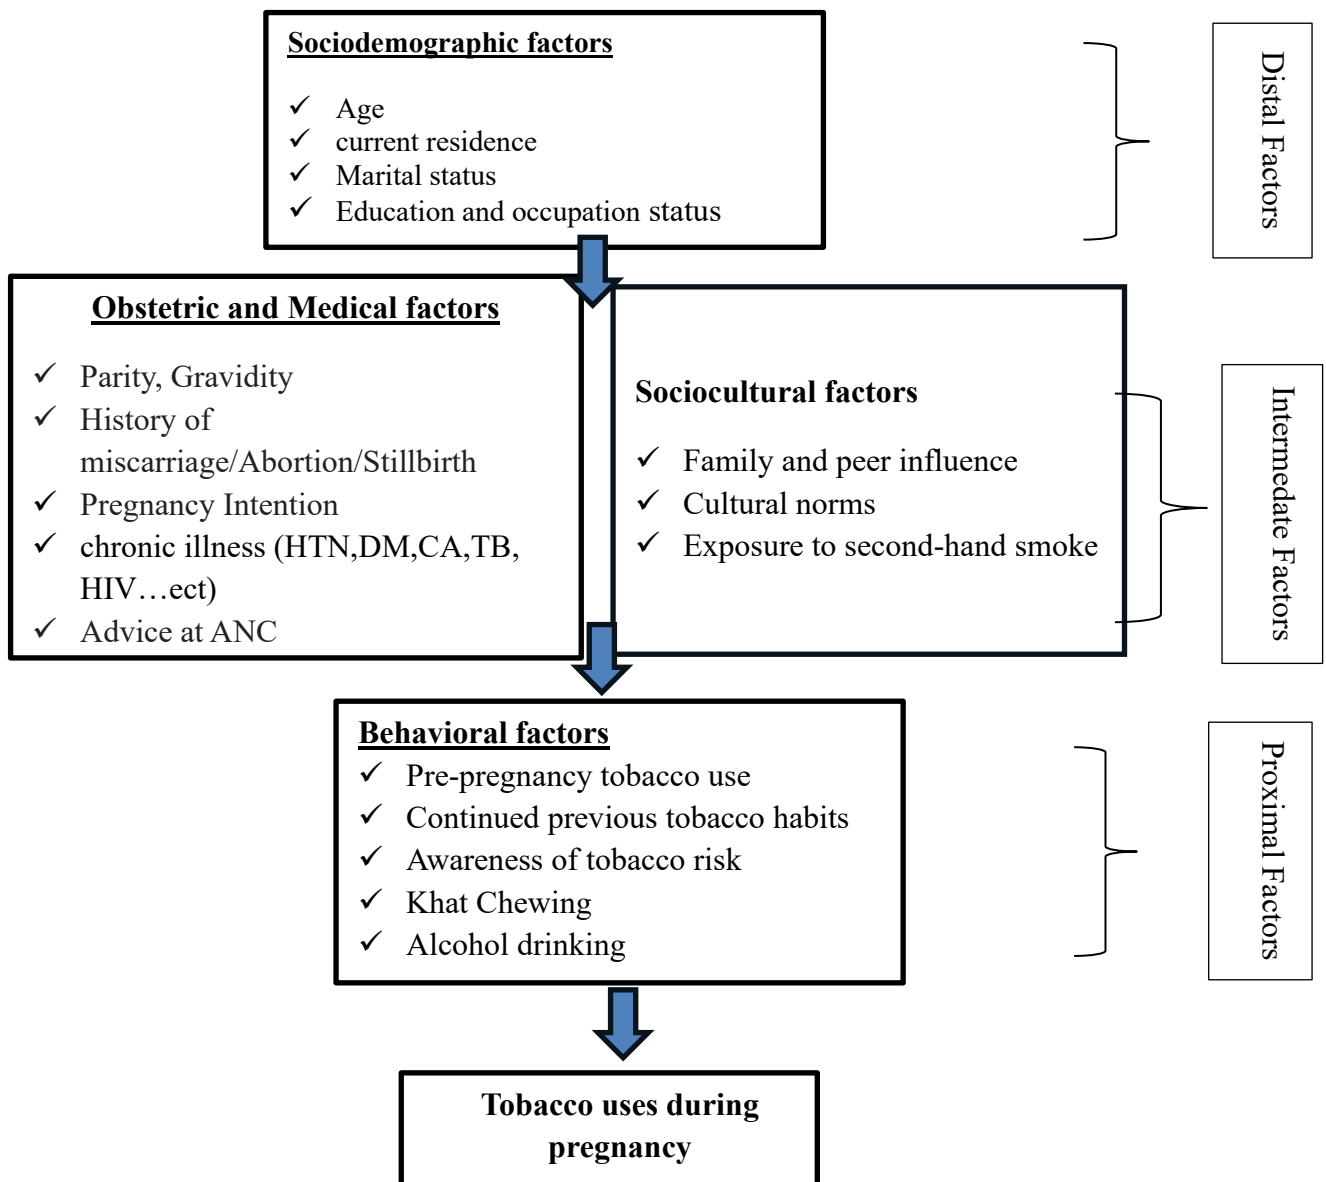 Sociodemographic factors
✓ Age
✓ current residence
✓ Marital status
✓ Education and occupation status
Distal Factors
Obstetric and Medical factors
✓ Parity, Gravidity
✓ History of
miscarriage/Abortion/Stillbirth
✓ Pregnancy Intention
✓ chronic illness (HTN,DM,CA,TB,
HIV…ect)
✓ Advice at ANC
Sociocultural factors
✓ Family and peer influence
✓ Cultural norms
✓ Exposure to second-hand smoke
Intermedate Factors
Behavioral factors
✓ Pre-pregnancy tobacco use
✓ Continued previous tobacco habits
✓ Awareness of tobacco risk
✓ Khat Chewing
✓ Alcohol drinking
Proximal Factors
Tobacco uses during
pregnancy